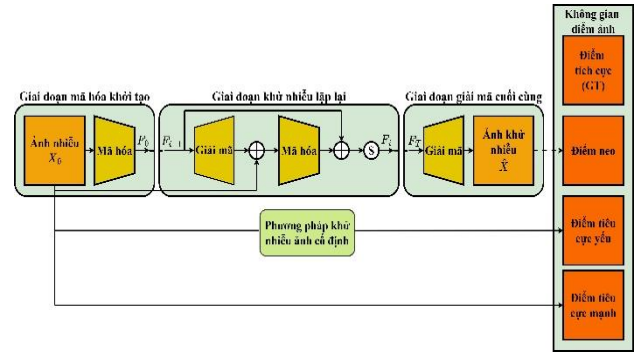 Không gian
điểm ảnh
Điểm
tích cực
(GT)
Giai đoạn mã hóa khởi tạo
Giai đoạn khử nhiễu lặp lại
Giai đoạn giải mã cuối cùng
Ảnh nhiễu
X₀
Mã hóa
F₀
Fᵢ₋₁
Giải mã
Mã hóa
S
Fᵢ
F_T
Giải mã
Ảnh khử
nhiễu
X̂
Điểm neo
Phương pháp khử
nhiễu ảnh cố định
Điểm tiêu
cực yếu
Điểm tiêu
cực mạnh